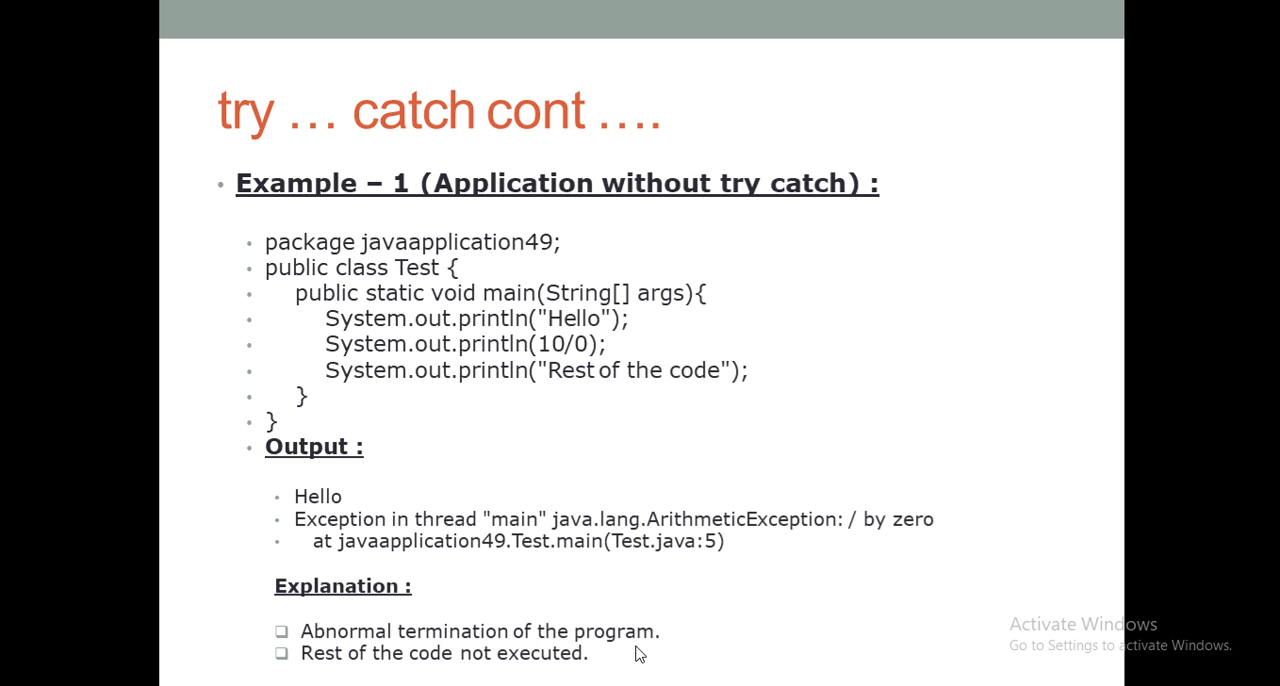 try … catch cont ….
Example – 1 (Application without try catch) :
package javaapplication49;
public class Test {
public static void main(String[] args){
System.out.println("Hello");
System.out.println(10/0);
System.out.println("Rest of the code");
}
}
Output :
Hello
Exception in thread "main" java.lang.ArithmeticException: / by zero
at javaapplication49.Test.main(Test.java:5)
Explanation :
Abnormal termination of the program.
Rest of the code not executed.
Activate Windows
Go to Settings to activate Windows.